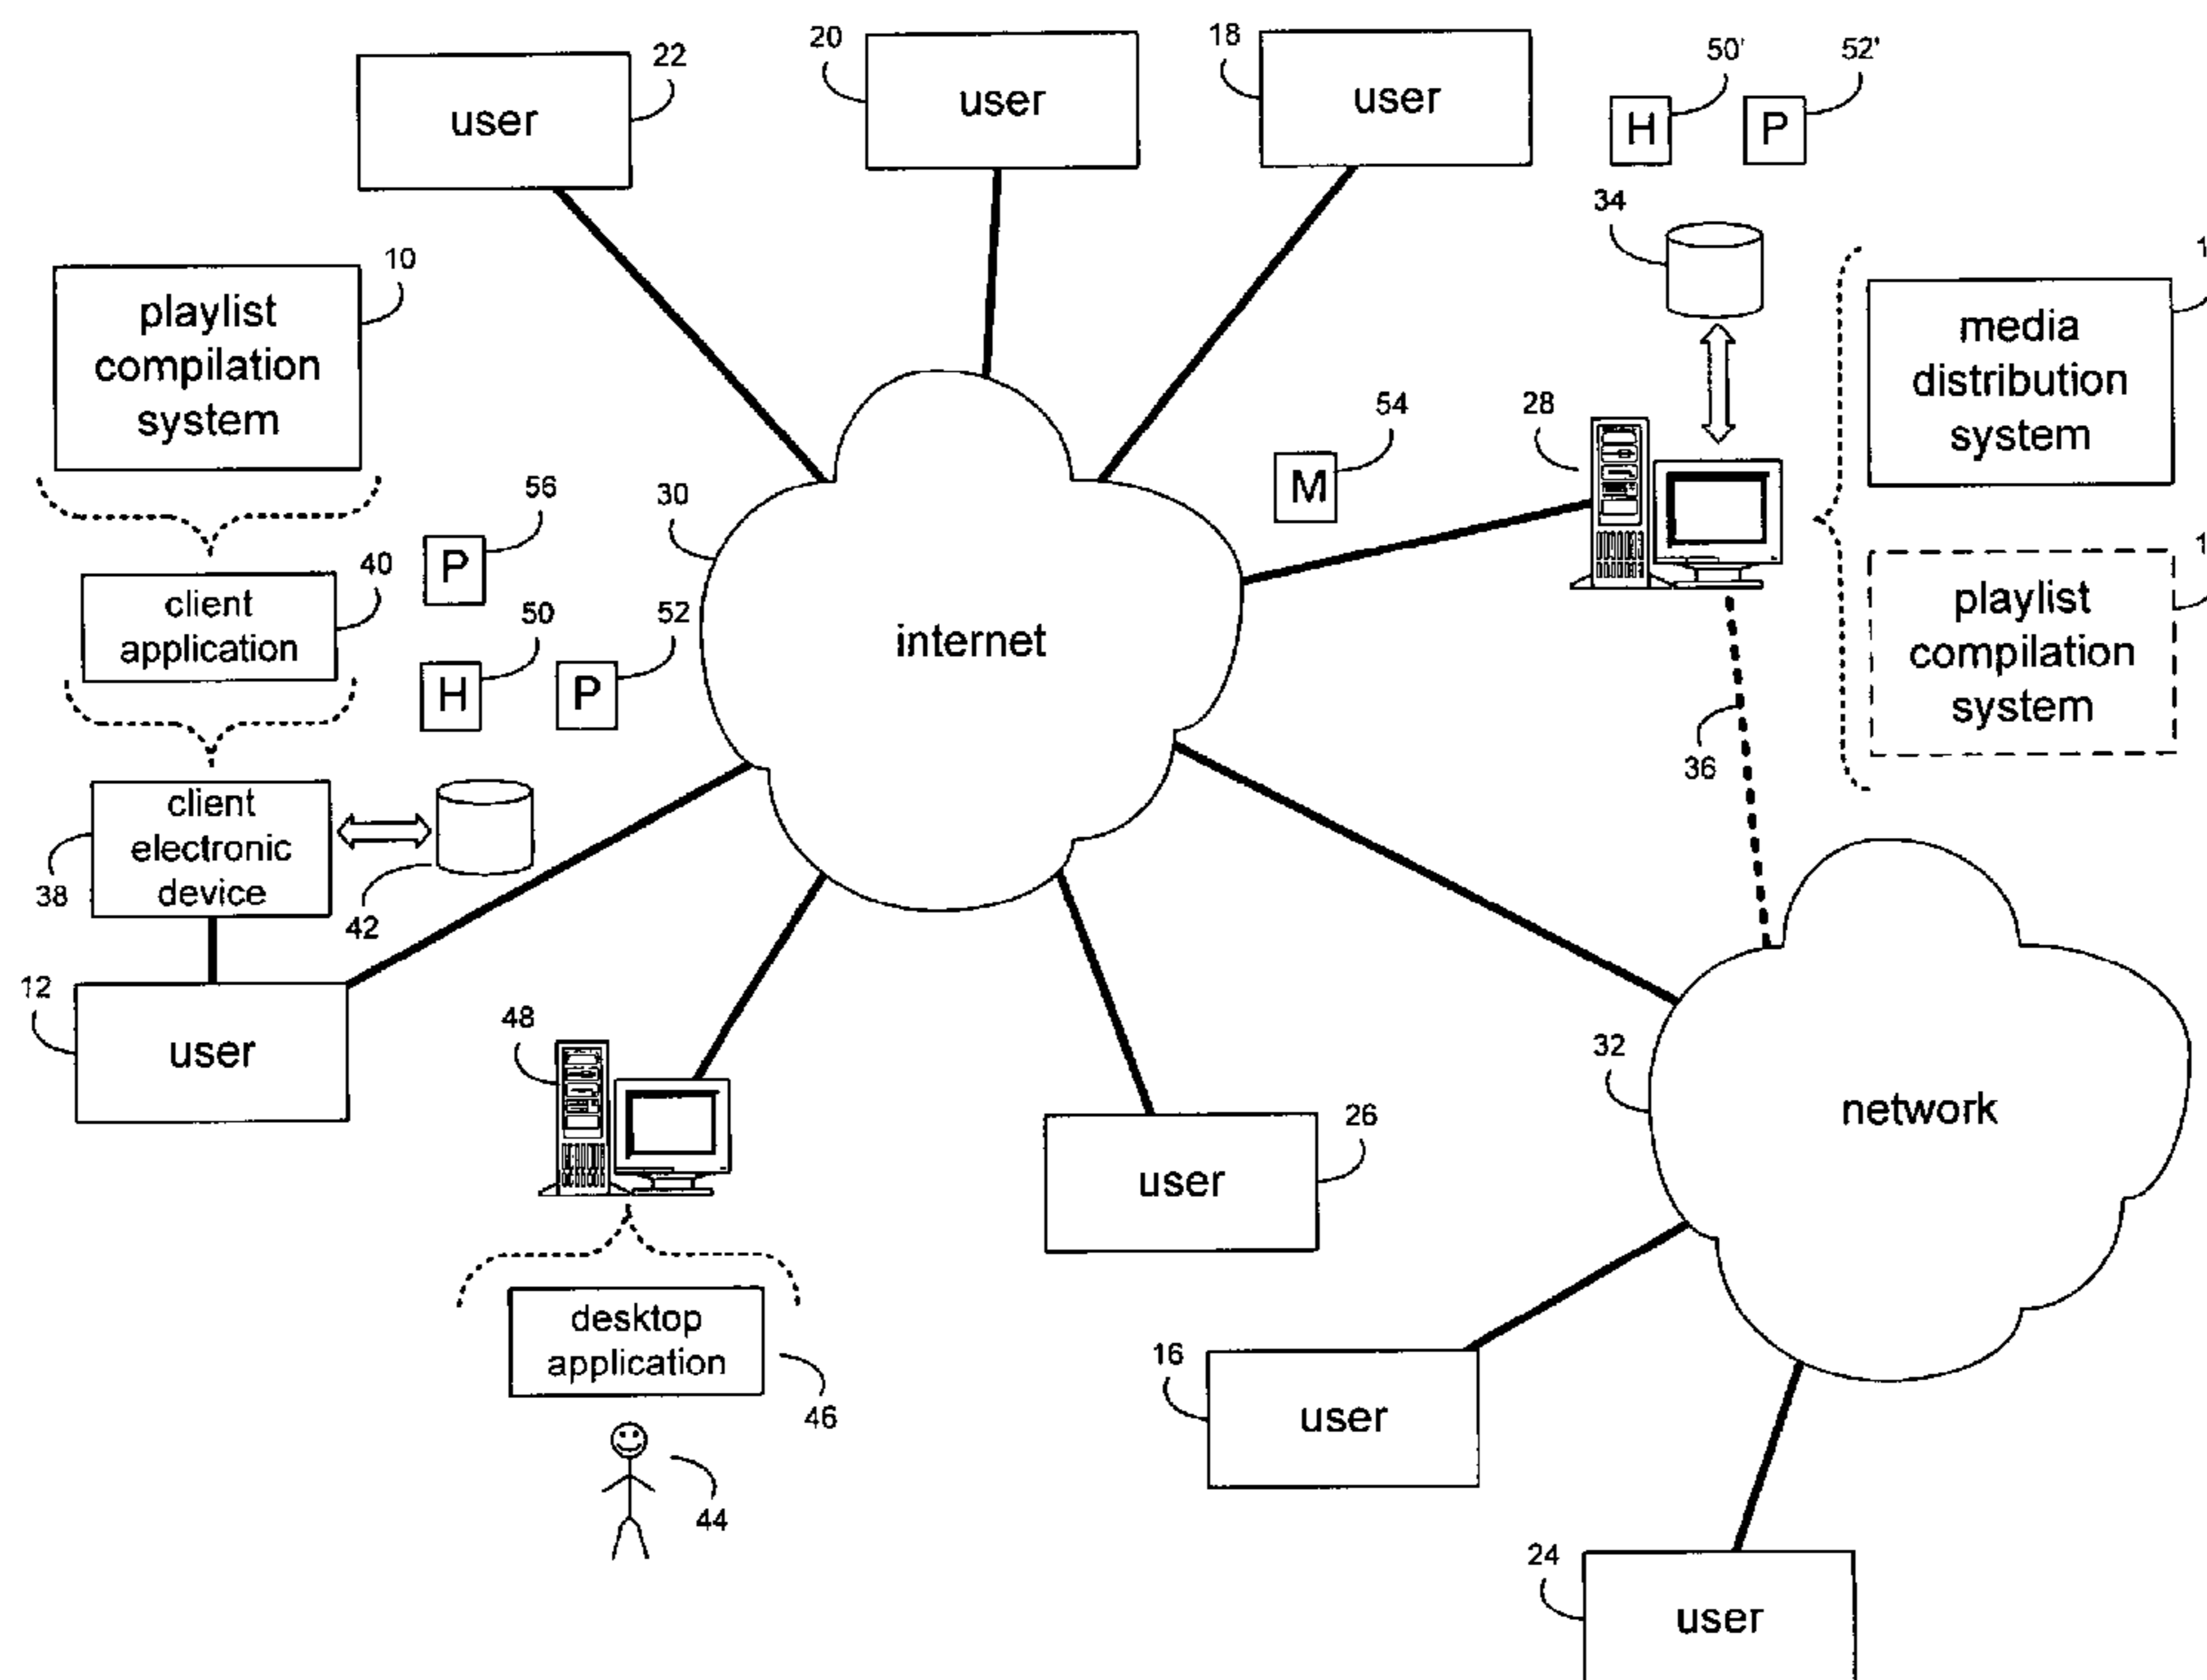 22
user
20
user
18
user
50'
52'
H
P
34
10
playlist
compilation
system
media
distribution
system
54
M
28
56
P
30
40
client
application
50
52
H
P
internet
playlist
compilation
system
36
client
electronic
device
38
42
12
user
48
32
network
26
user
desktop
application
46
16
user
44
24
user